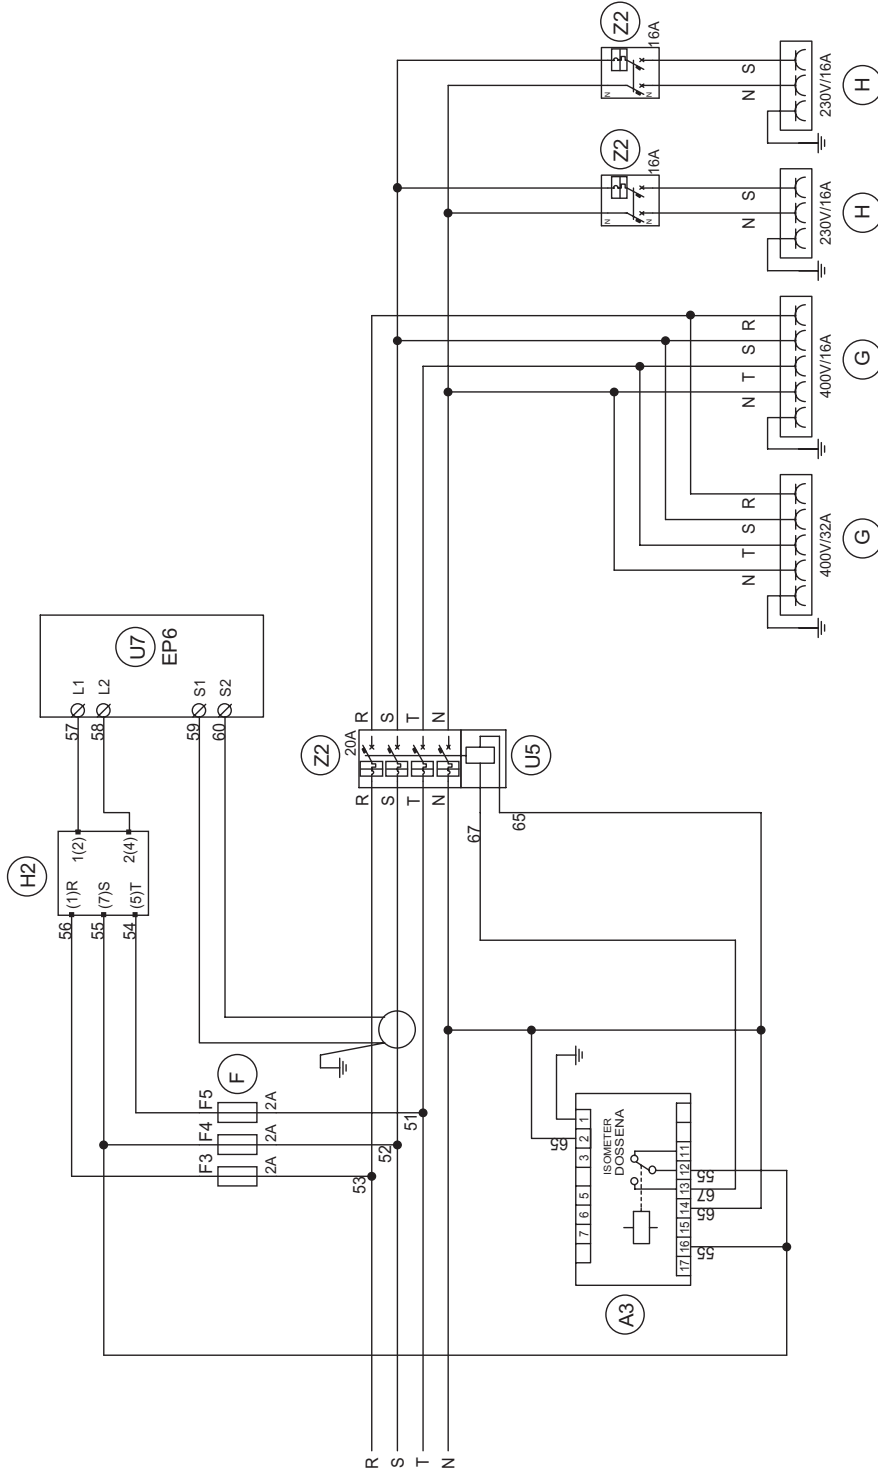 Z2
16A
N
N
S
N
230V/16A
H
Z2
16A
N
N
S
N
230V/16A
H
R
S
T
N
400V/16A
G
R
S
T
N
400V/32A
G
U7
EP6
L1
L2
S1
S2
57
58
59
60
Z2
20A
R
S
T
N
R
S
T
N
U5
67
65
H2
1(2)
2(4)
(1)R
(7)S
(5)T
56
55
54
F
F5
F4
F3
2A
2A
2A
51
52
53
65
ISOMETER
DOSSENA
1
2
3
5
6
7
11
12
13
14
15
16
17
55
67
65
55
A3
R
S
T
N